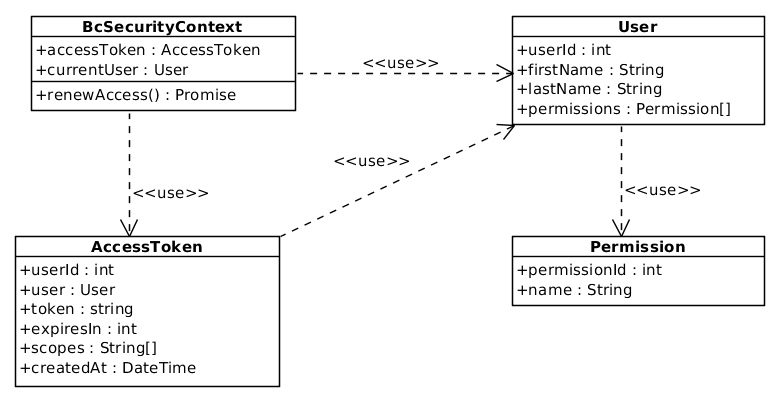 BcSecurityContext
+accessToken : AccessToken
+currentUser : User
+renewAccess() : Promise
<<use>>
User
+userId : int
+firstName : String
+lastName : String
+permissions : Permission[]
<<use>>
<<use>>
<<use>>
AccessToken
+userId : int
+user : User
+token : string
+expiresIn : int
+scopes : String[]
+createdAt : DateTime
Permission
+permissionId : int
+name : String